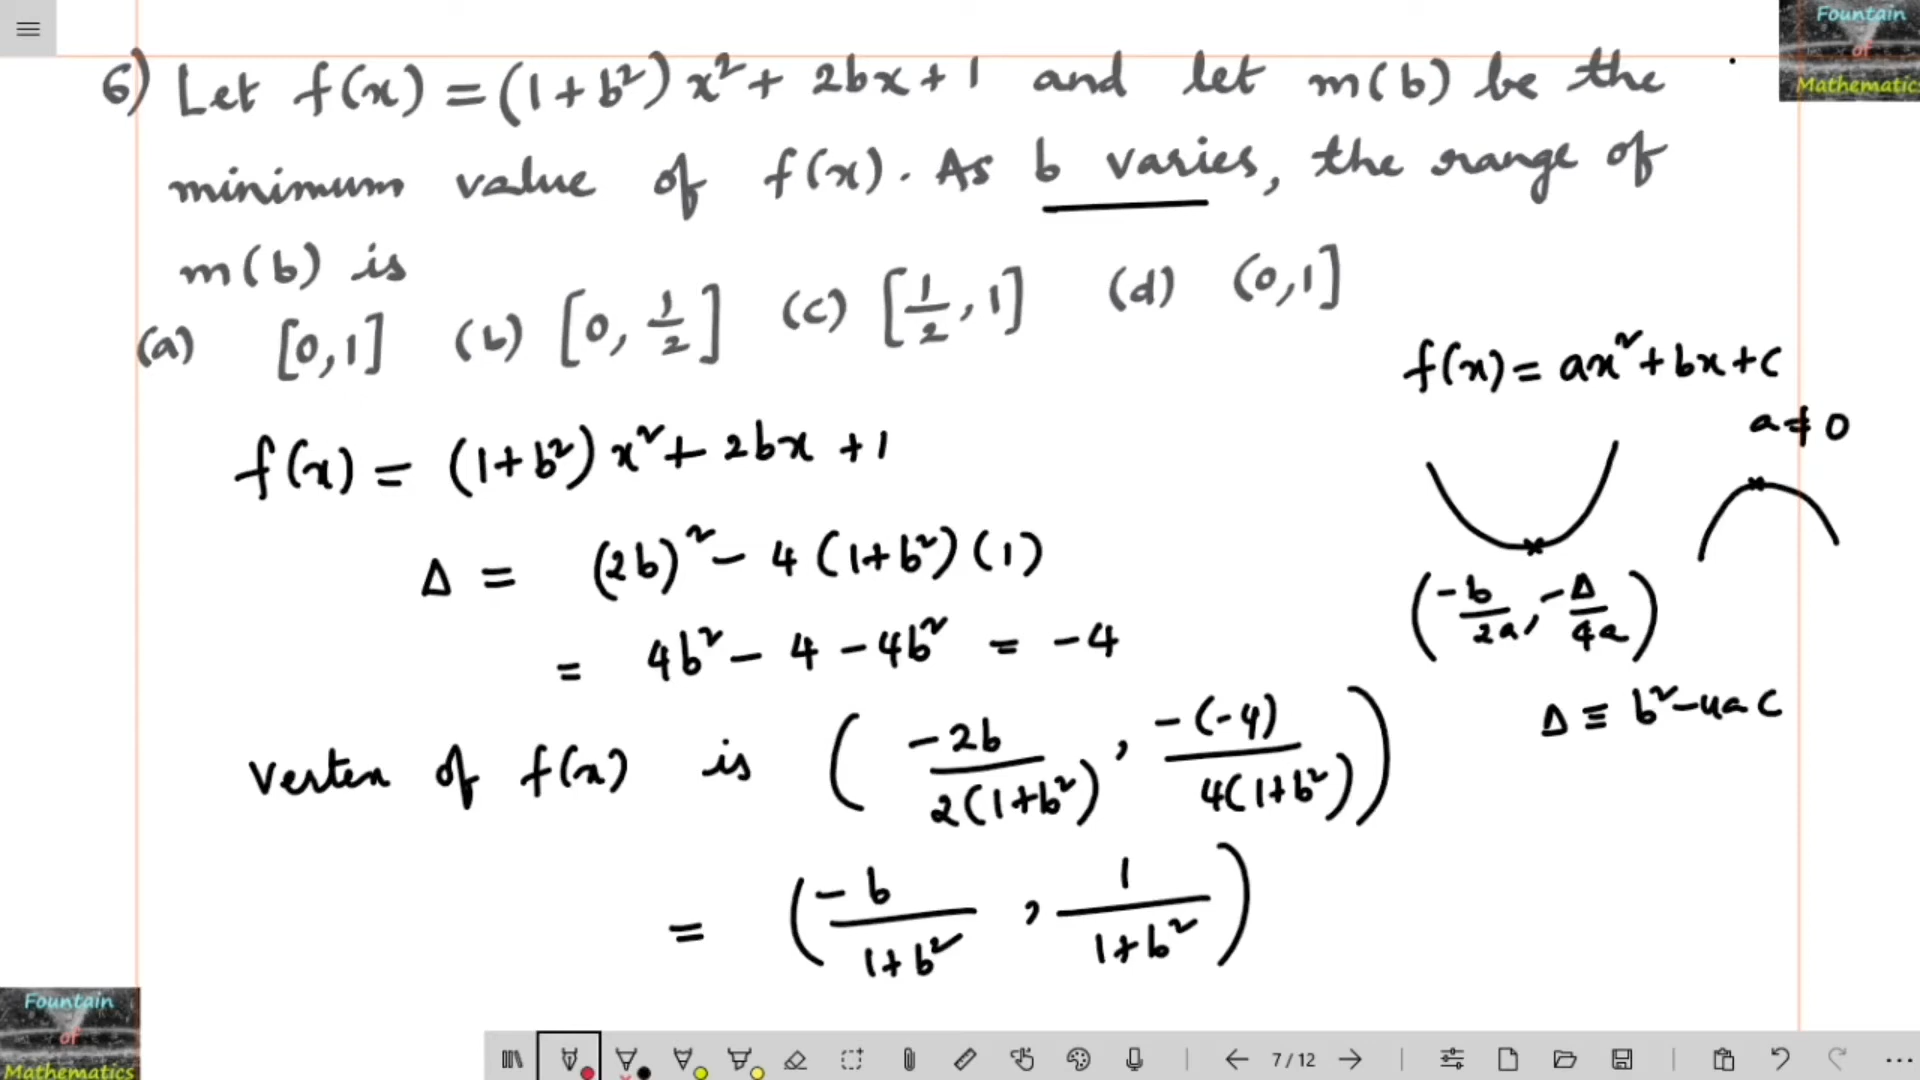 Fountain
of
Mathematic
6) Let f(x) = (1+b²)x² + 2bx + 1 and let m(b) be the
minimum value of f(x). As b varies, the range of
m(b) is
(a) [0,1] (b) [0, 1/2] (c) [1/2, 1] (d) (0,1]
f(x) = ax² + bx + c
a ≠ 0
f(x) = (1+b²)x² + 2bx + 1
Δ = (2b)² - 4(1+b²)(1)
(-b/2a, -Δ/4a)
= 4b² - 4 - 4b² = -4
Δ ≡ b² - 4ac
Vertex of f(x) is (-2b/2(1+b²), -(-4)/4(1+b²))
= (-b/1+b², 1/1+b²)
Fountain
of
Mathematics
7 / 12